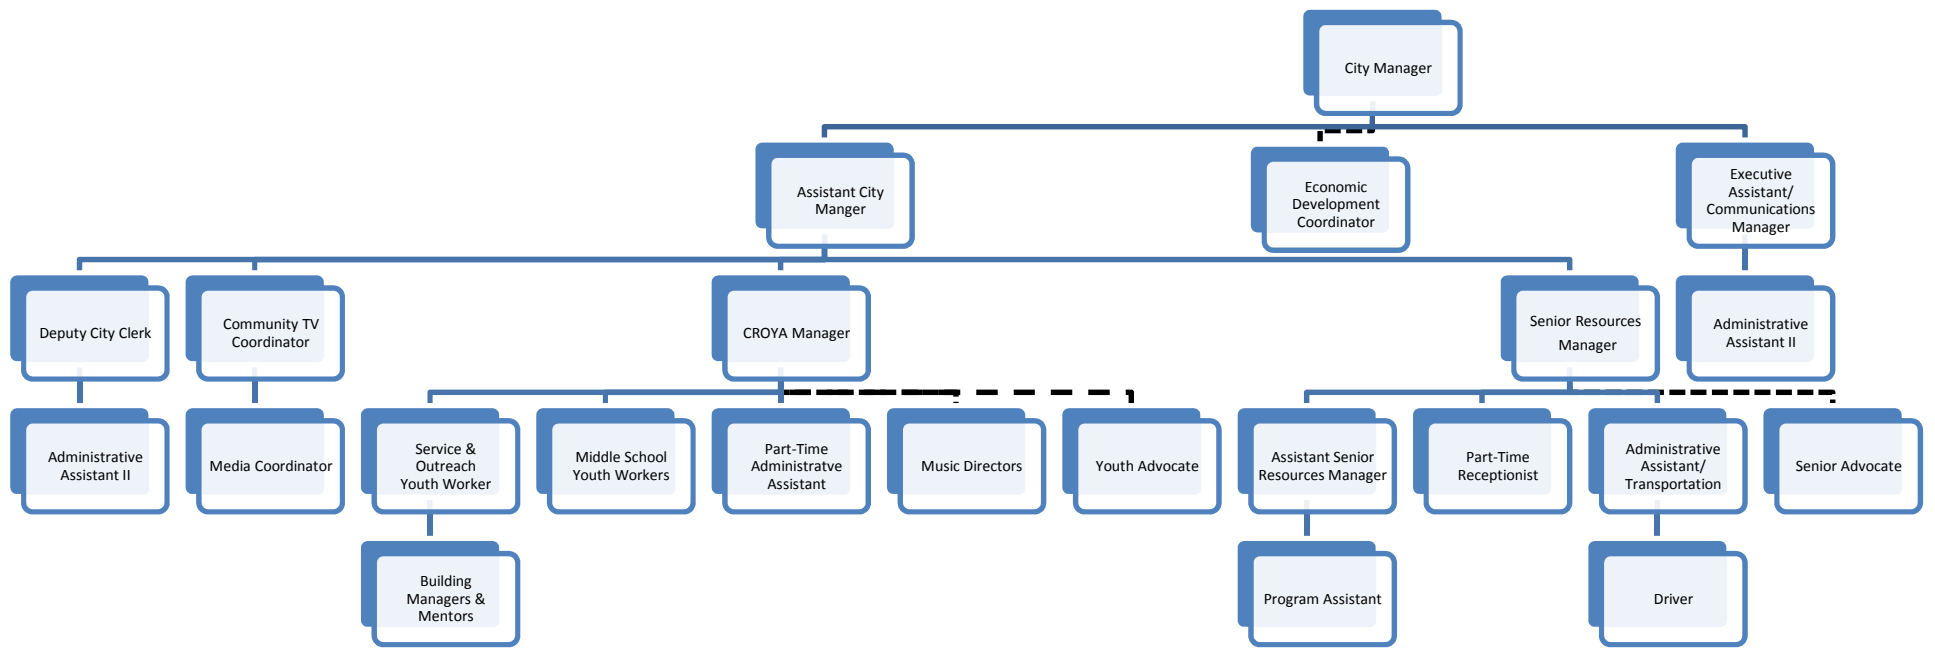 City Manager
Assistant City
Manger
Economic
Development
Coordinator
Executive
Assistant/
Communications
Manager
Deputy City Clerk
Community TV
Coordinator
CROYA Manager
Senior Resources
Manager
Administrative
Assistant II
Administrative
Assistant II
Media Coordinator
Service &
Outreach
Youth Worker
Middle School
Youth Workers
Part-Time
Administratve
Assistant
Music Directors
Youth Advocate
Assistant Senior
Resources Manager
Part-Time
Receptionist
Administrative
Assistant/
Transportation
Senior Advocate
Building
Managers &
Mentors
Program Assistant
Driver